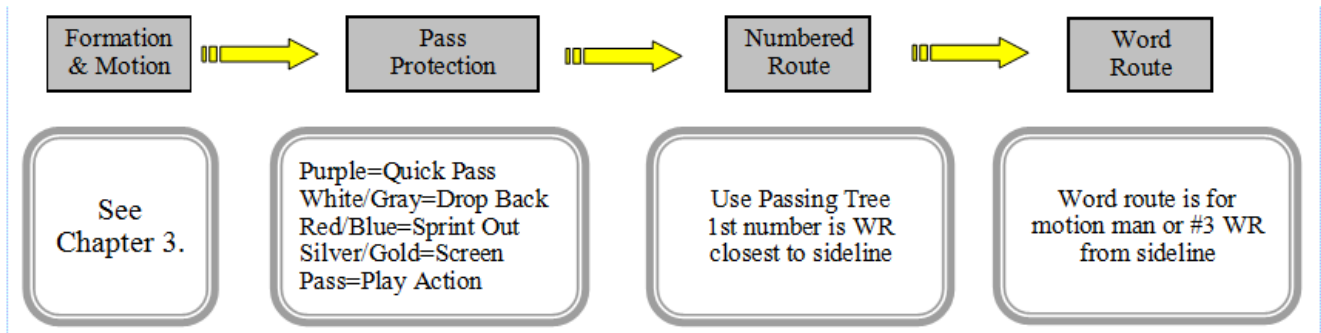 Formation
& Motion
Pass
Protection
Numbered
Route
Word
Route
See
Chapter 3.
Purple=Quick Pass
White/Gray=Drop Back
Red/Blue=Sprint Out
Silver/Gold=Screen
Pass=Play Action
Use Passing Tree
1st number is WR
closest to sideline
Word route is for
motion man or #3 WR
from sideline